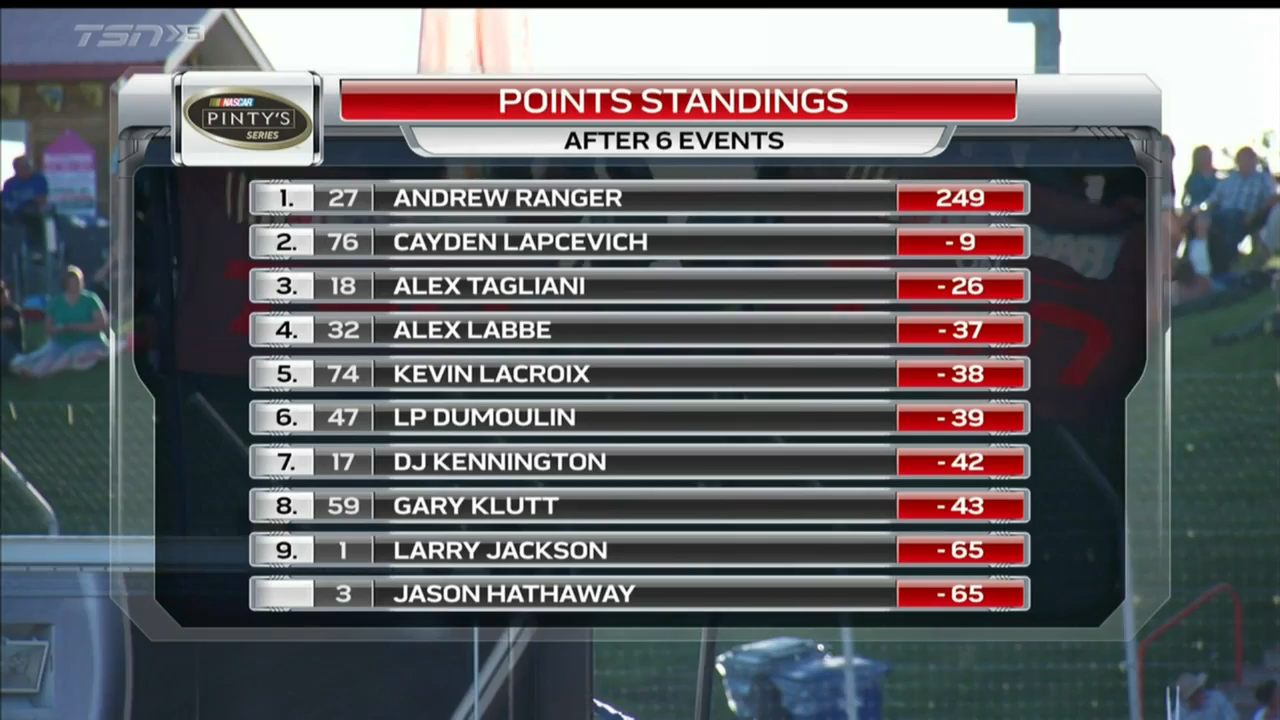 TSN 5
NASCAR
PINTY'S
SERIES
POINTS STANDINGS
AFTER 6 EVENTS
1. 27 ANDREW RANGER 249
2. 76 CAYDEN LAPCEVICH - 9
3. 18 ALEX TAGLIANI - 26
4. 32 ALEX LABBE - 37
5. 74 KEVIN LACROIX - 38
6. 47 LP DUMOULIN - 39
7. 17 DJ KENNINGTON - 42
8. 59 GARY KLUTT - 43
9. 1 LARRY JACKSON - 65
3 JASON HATHAWAY - 65